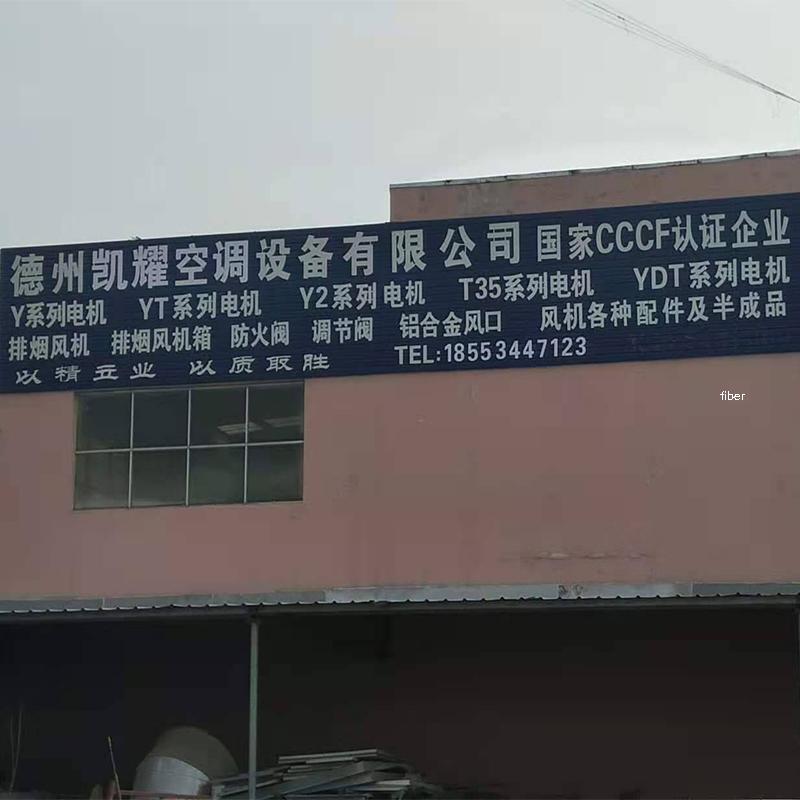 德州凯耀空调设备有限公司 国家CCCF认证企业
Y系列电机 YT系列电机 Y2系列电机 T35系列电机 YDT系列电机
排烟风机 排烟风机箱 防火阀 调节阀 铝合金风口 风机各种配件及半成品
以精立业 以质取胜 TEL:18553447123
fiber